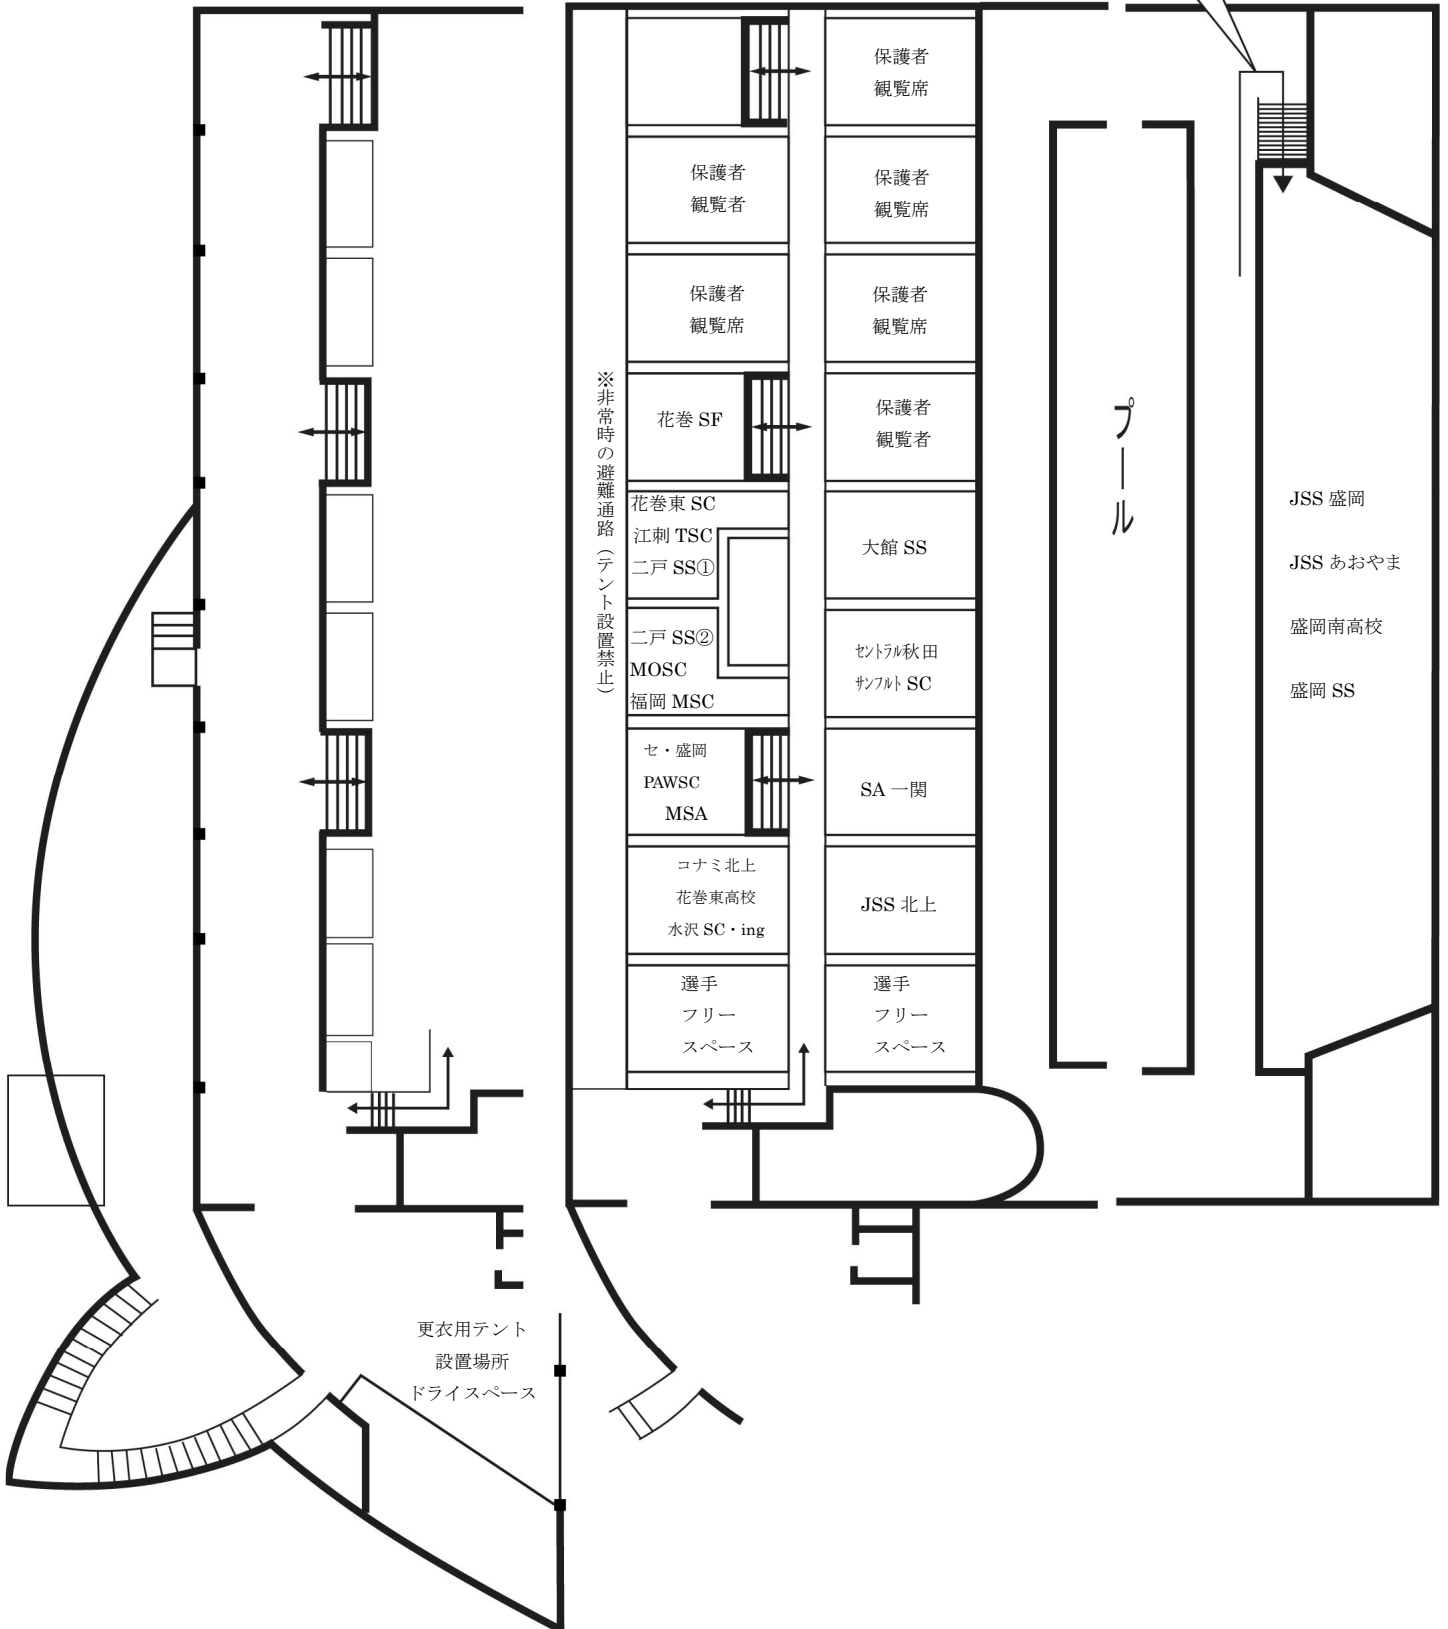 保護者
観覧席
保護者
観覧者
保護者
観覧席
保護者
観覧席
保護者
観覧席
花巻 SF
保護者
観覧者
※非常時の避難通路（テント設置禁止）
花巻東 SC
江刺 TSC
二戸 SS①
大館 SS
二戸 SS②
MOSC
福岡 MSC
ｾﾝﾄﾗﾙ秋田
ｻﾝﾌﾙﾄ SC
セ・盛岡
PAWSC
MSA
SA 一関
コナミ北上
花巻東高校
水沢 SC・ing
JSS 北上
選手
フリー
スペース
選手
フリー
スペース
プール
JSS 盛岡
JSS あおやま
盛岡南高校
盛岡 SS
更衣用テント
設置場所
ドライスペース